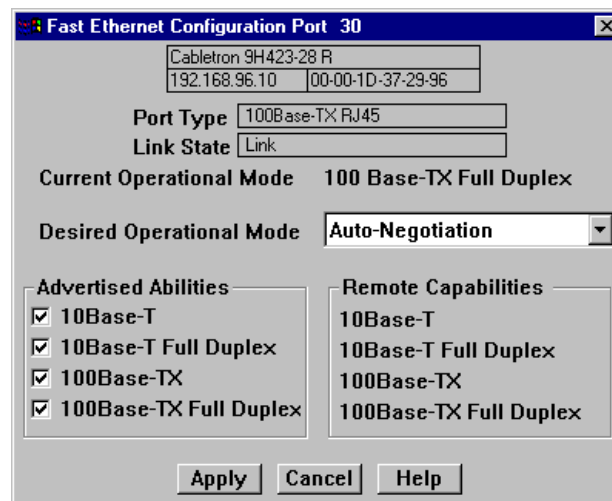 Fast Ethernet Configuration Port 30
Cabletron 9H423-28 R
192.168.96.10 00-00-1D-37-29-96
Port Type 100Base-TX RJ45
Link State Link
Current Operational Mode 100 Base-TX Full Duplex
Desired Operational Mode Auto-Negotiation
Advertised Abilities
10Base-T
10Base-T Full Duplex
100Base-TX
100Base-TX Full Duplex
Remote Capabilities
10Base-T
10Base-T Full Duplex
100Base-TX
100Base-TX Full Duplex
Apply Cancel Help